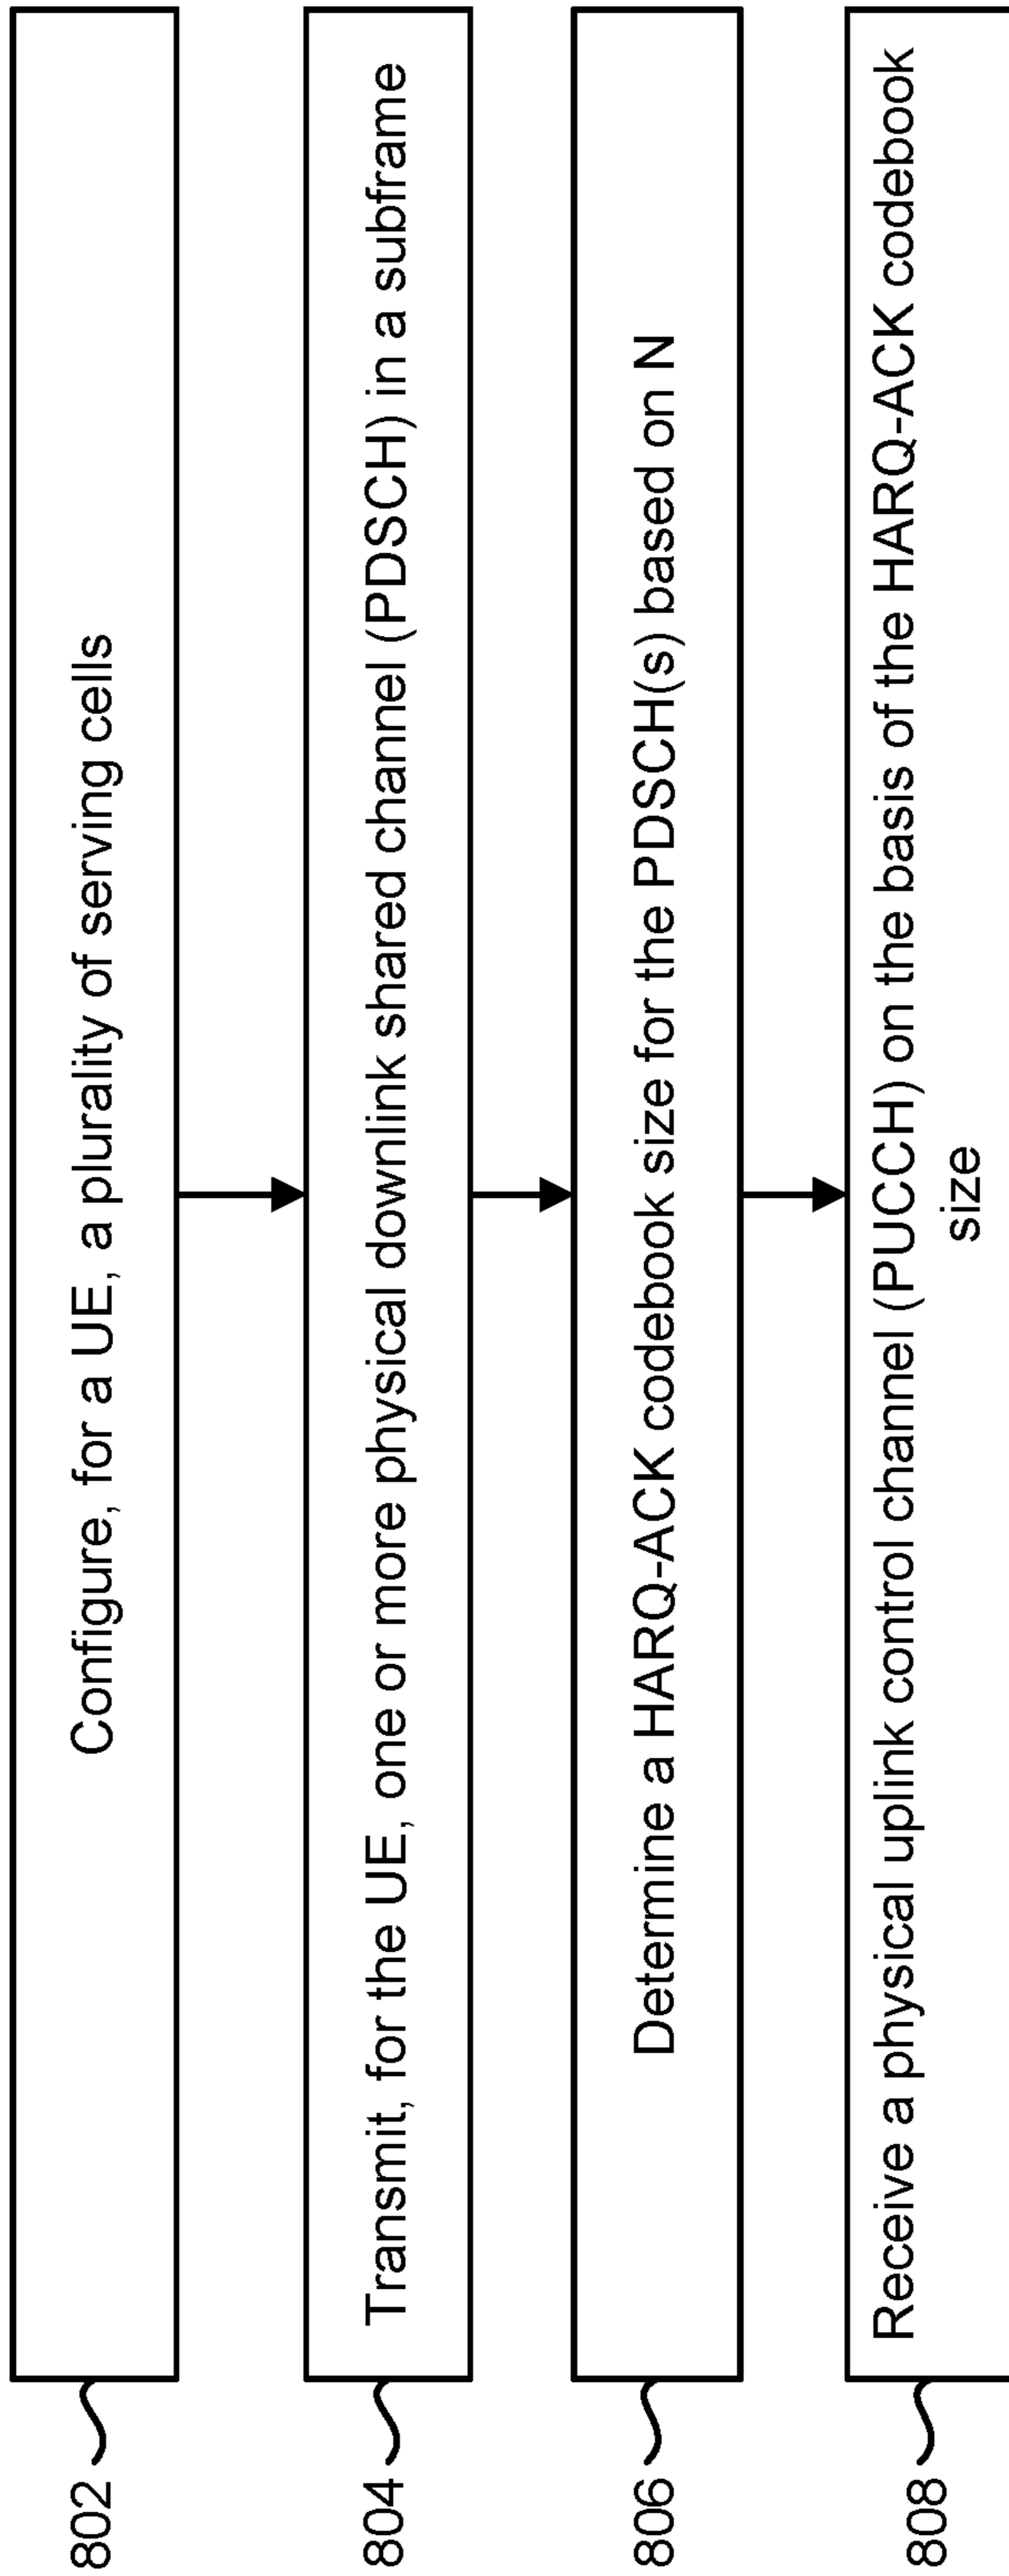 802
Configure, for a UE, a plurality of serving cells
804
Transmit, for the UE, one or more physical downlink shared channel (PDSCH) in a subframe
806
Determine a HARQ-ACK codebook size for the PDSCH(s) based on N
808
Receive a physical uplink control channel (PUCCH) on the basis of the HARQ-ACK codebook
size